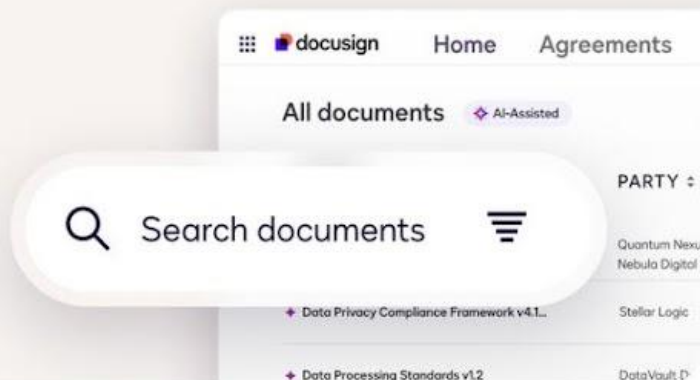 docusign Home Agreements
All documents AI-Assisted
PARTY
Search documents
Quantum Nexu
Nebula Digital
Data Privacy Compliance Framework v4.1... Stellar Logic
Data Processing Standards v1.2 DataVault D